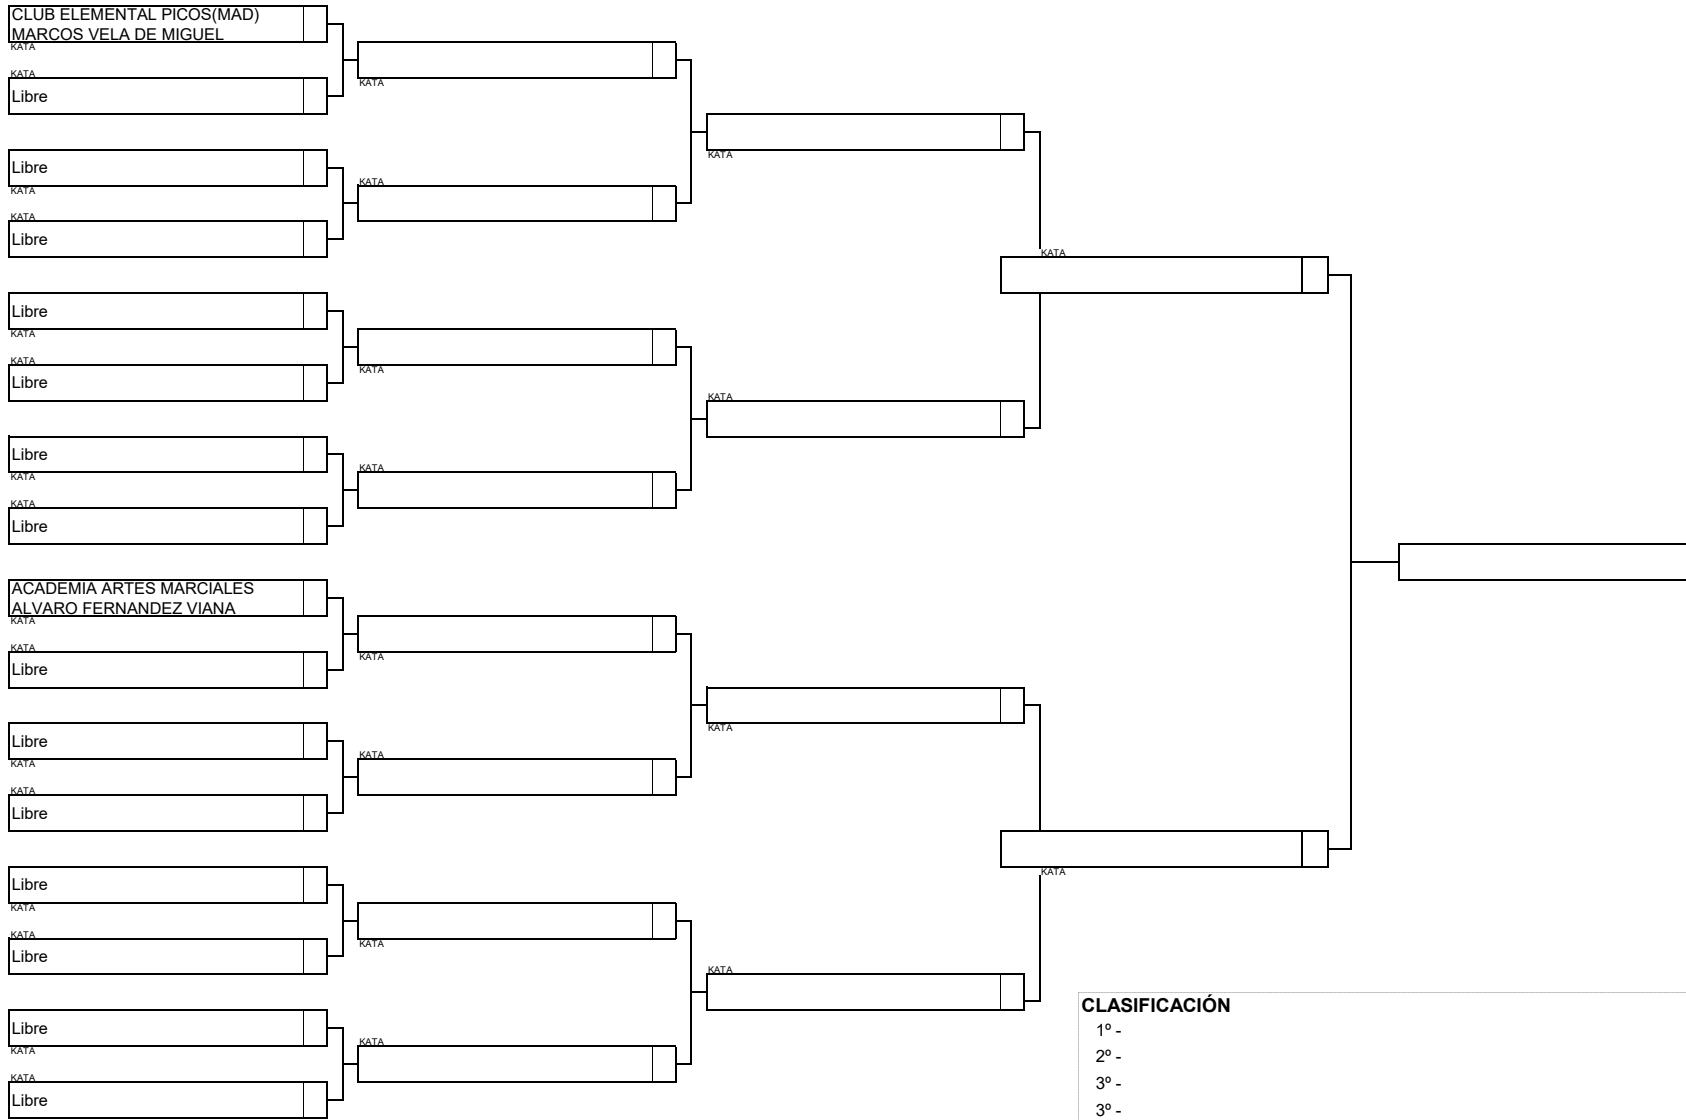 CLUB ELEMENTAL PICOS(MAD)
MARCOS VELA DE MIGUEL
KATA
KATA
KATA
Libre
KATA
Libre
KATA
KATA
KATA
Libre
KATA
Libre
KATA
KATA
KATA
Libre
KATA
Libre
KATA
KATA
KATA
Libre
ACADEMIA ARTES MARCIALES
ALVARO FERNANDEZ VIANA
KATA
KATA
KATA
Libre
KATA
Libre
KATA
KATA
KATA
Libre
KATA
Libre
KATA
KATA
KATA
Libre
KATA
CLASIFICACIÓN
1º -
Libre
KATA
KATA
2º -
KATA
3º -
Libre
3º -